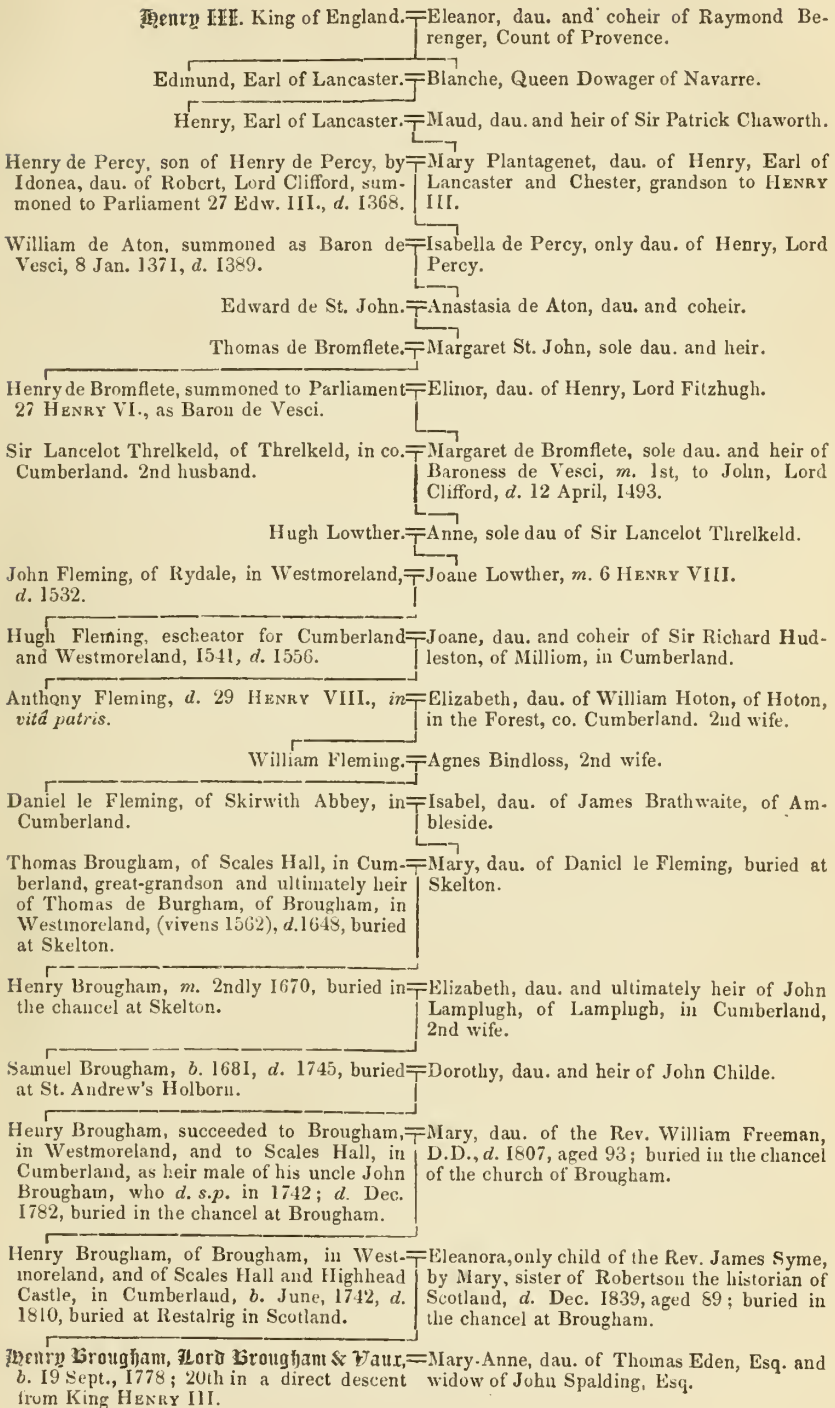 Henry III. King of England.=Eleanor, dau. and coheir of Raymond Be-
renger, Count of Provence.
Edmund, Earl of Lancaster.=Blanche, Queen Dowager of Navarre.
Henry, Earl of Lancaster.=Maud, dau. and heir of Sir Patrick Chaworth.
Henry de Percy, son of Henry de Percy, by=Mary Plantagenet, dau. of Henry, Earl of
Idonea, dau. of Robert, Lord Clifford, sum- Lancaster and Chester, grandson to HENRY
moned to Parliament 27 Edw. III., d. 1368. III.
William de Aton, summoned as Baron de=Isabella de Percy, only dau. of Henry, Lord
Vesci, 8 Jan. 1371, d. 1389. Percy.
Edward de St. John.=Anastasia de Aton, dau. and coheir.
Thomas de Bromflete.=Margaret St. John, sole dau. and heir.
Henry de Bromflete, summoned to Parliament=Elinor, dau. of Henry, Lord Fitzhugh.
27 HENRY VI., as Baron de Vesci.
Sir Lancelot Threlkeld, of Threlkeld, in co.=Margaret de Bromflete, sole dau. and heir of
Cumberland. 2nd husband. Baroness de Vesci, m. 1st, to John, Lord
Clifford, d. 12 April, 1493.
Hugh Lowther.=Anne, sole dau of Sir Lancelot Threlkeld.
John Fleming, of Rydale, in Westmoreland,=Joane Lowther, m. 6 HENRY VIII.
d. 1532.
Hugh Fleming, escheator for Cumberland=Joane, dau. and coheir of Sir Richard Hud-
and Westmoreland, 1541, d. 1556. leston, of Milliom, in Cumberland.
Anthony Fleming, d. 29 HENRY VIII., in=Elizabeth, dau. of William Hoton, of Hoton,
vitâ patris. in the Forest, co. Cumberland. 2nd wife.
William Fleming.=Agnes Bindloss, 2nd wife.
Daniel le Fleming, of Skirwith Abbey, in=Isabel, dau. of James Brathwaite, of Am-
Cumberland. bleside.
Thomas Brougham, of Scales Hall, in Cum-=Mary, dau. of Daniel le Fleming, buried at
berland, great-grandson and ultimately heir Skelton.
of Thomas de Burgham, of Brougham, in
Westmoreland, (vivens 1562), d. 1648, buried
at Skelton.
Henry Brougham, m. 2ndly 1670, buried in=Elizabeth, dau. and ultimately heir of John
the chancel at Skelton. Lamplugh, of Lamplugh, in Cumberland,
2nd wife.
Samuel Brougham, b. 1681, d. 1745, buried=Dorothy, dau. and heir of John Childe.
at St. Andrew's Holborn.
Henry Brougham, succeeded to Brougham,=Mary, dau. of the Rev. William Freeman,
in Westmoreland, and to Scales Hall, in D.D., d. 1807, aged 93; buried in the chancel
Cumberland, as heir male of his uncle John of the church of Brougham.
Brougham, who d. s.p. in 1742; d. Dec.
1782, buried in the chancel at Brougham.
Henry Brougham, of Brougham, in West-=Eleanora, only child of the Rev. James Syme,
moreland, and of Scales Hall and Highhead by Mary, sister of Robertson the historian of
Castle, in Cumberland, b. June, 1742, d. Scotland, d. Dec. 1839, aged 89; buried in
1810, buried at Restalrig in Scotland. the chancel at Brougham.
Henry Brougham, Lord Brougham & Vaux,=Mary-Anne, dau. of Thomas Eden, Esq. and
b. 19 Sept., 1778; 20th in a direct descent widow of John Spalding, Esq.
from King HENRY III.